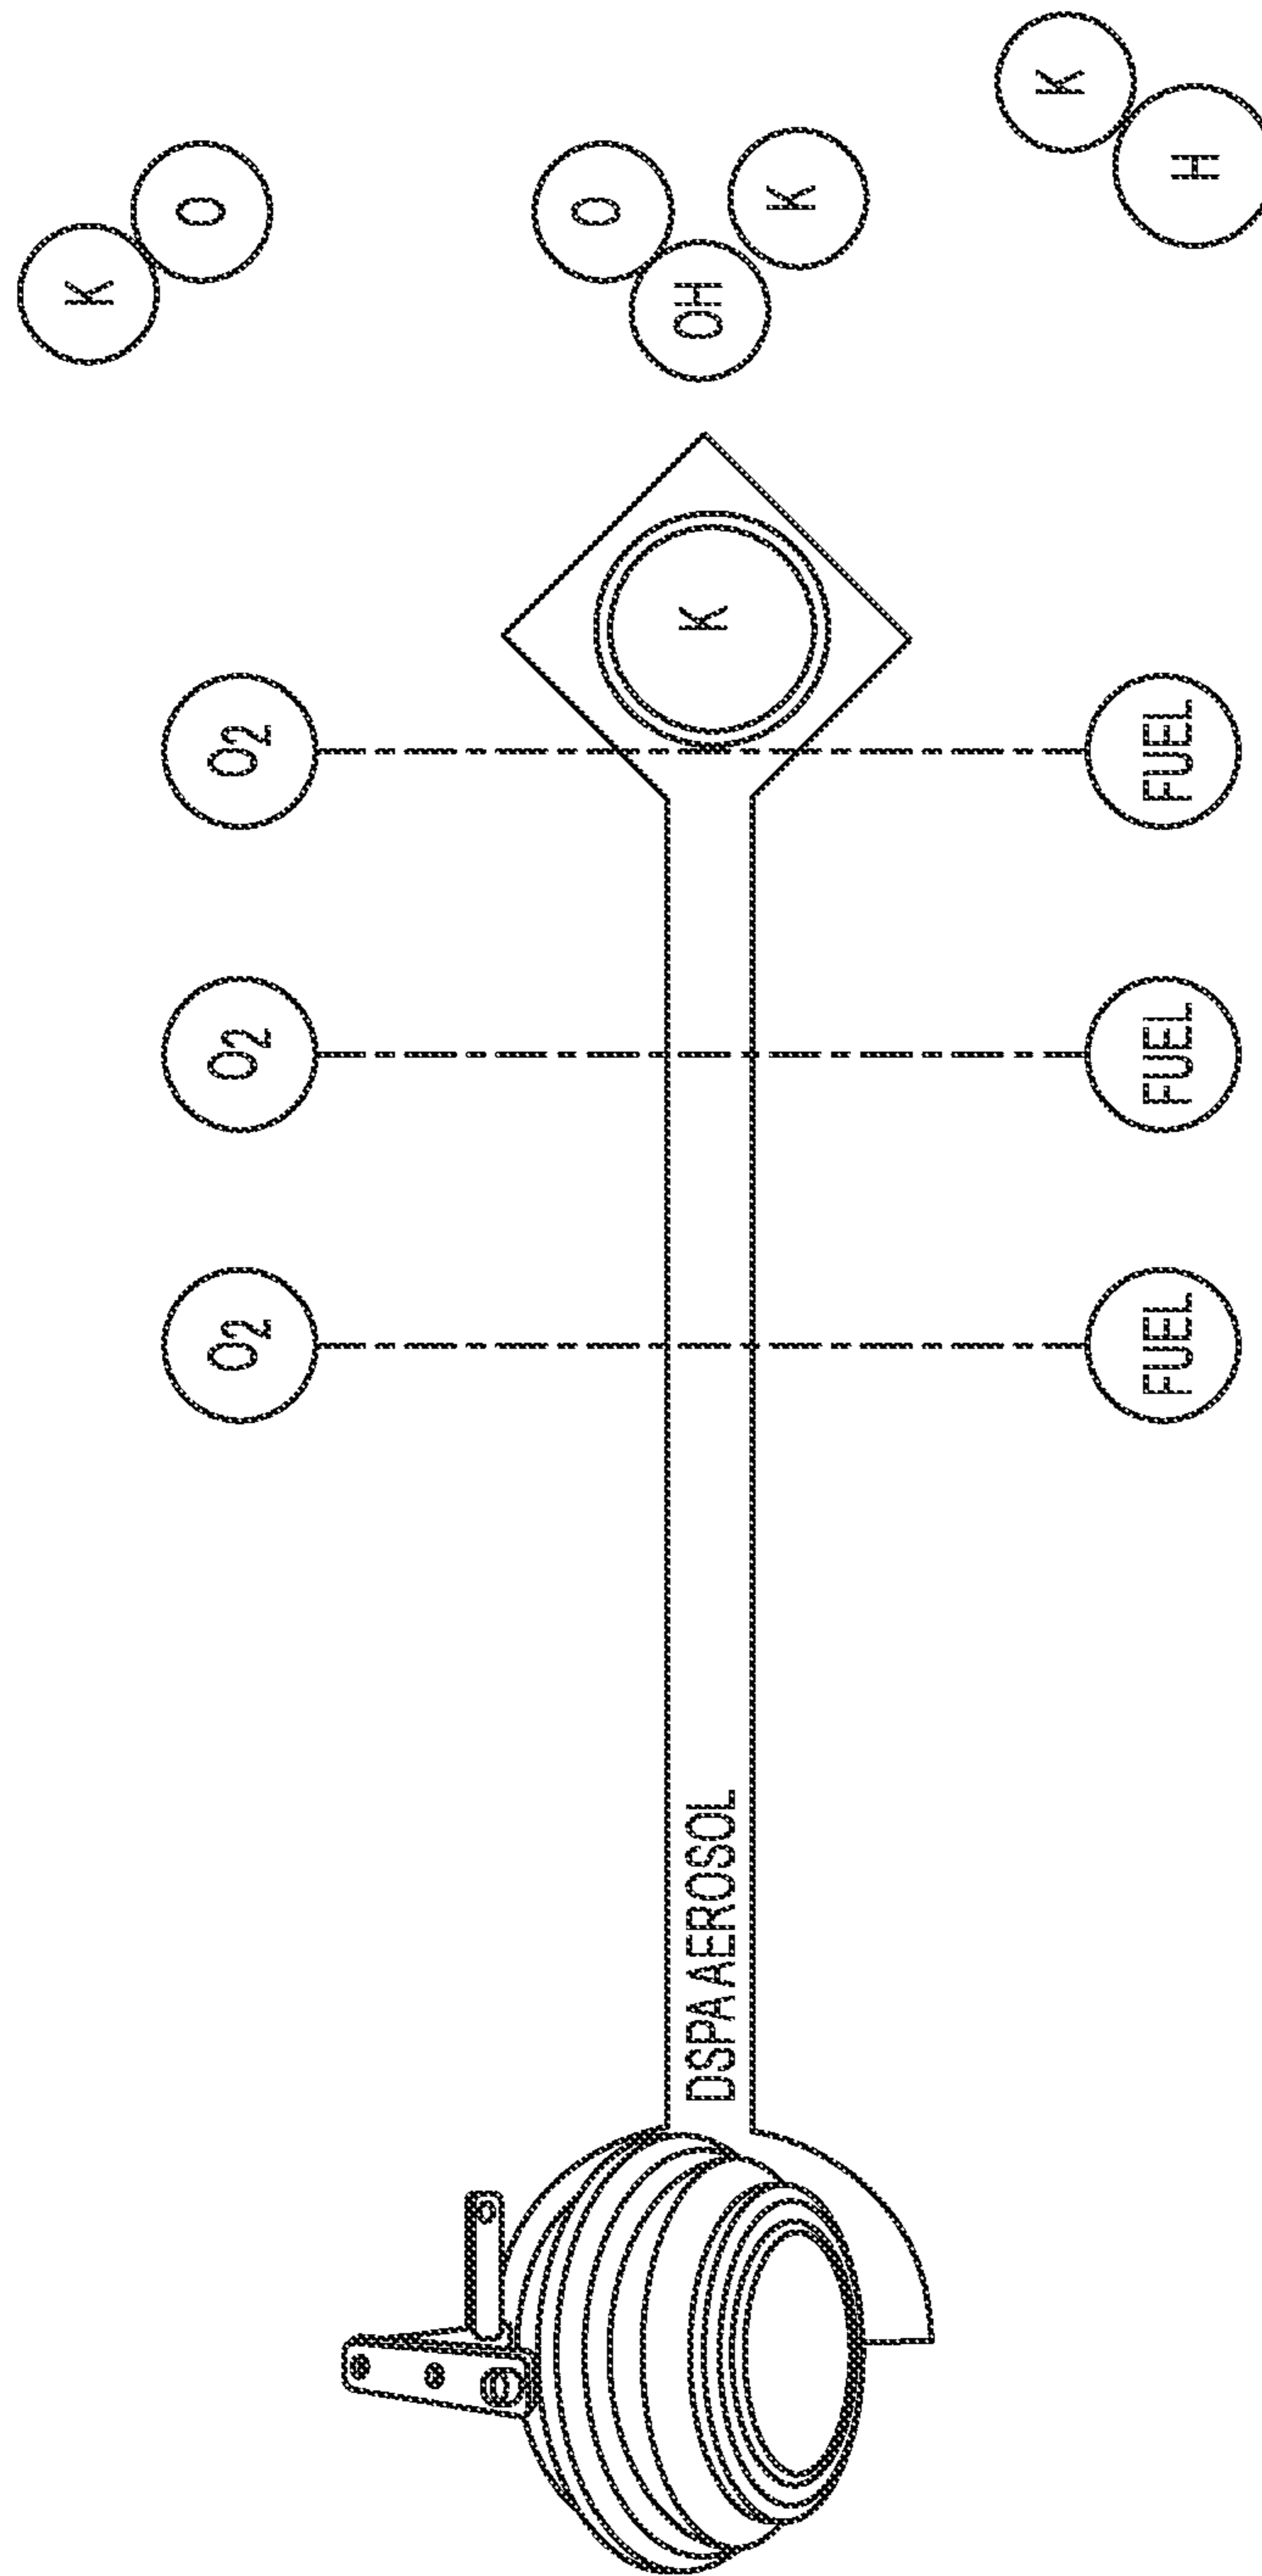 K
O
O2 O2 O2
O
DSPA AEROSOL
K
OH
K
K
FUEL FUEL FUEL
H